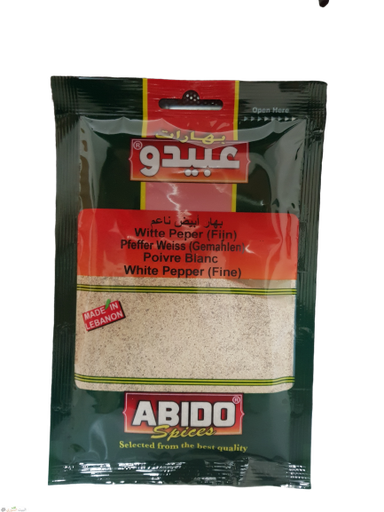 Open Here
بهارات
عبيدو®
بهار ابيض ناعم
Witte Peper (Fijn)
Pfeffer Weiss (Gemahlen)
Poivre Blanc
White Pepper (Fine)
MADE IN
LEBANON
ABIDO®
Spices
Selected from the best quality